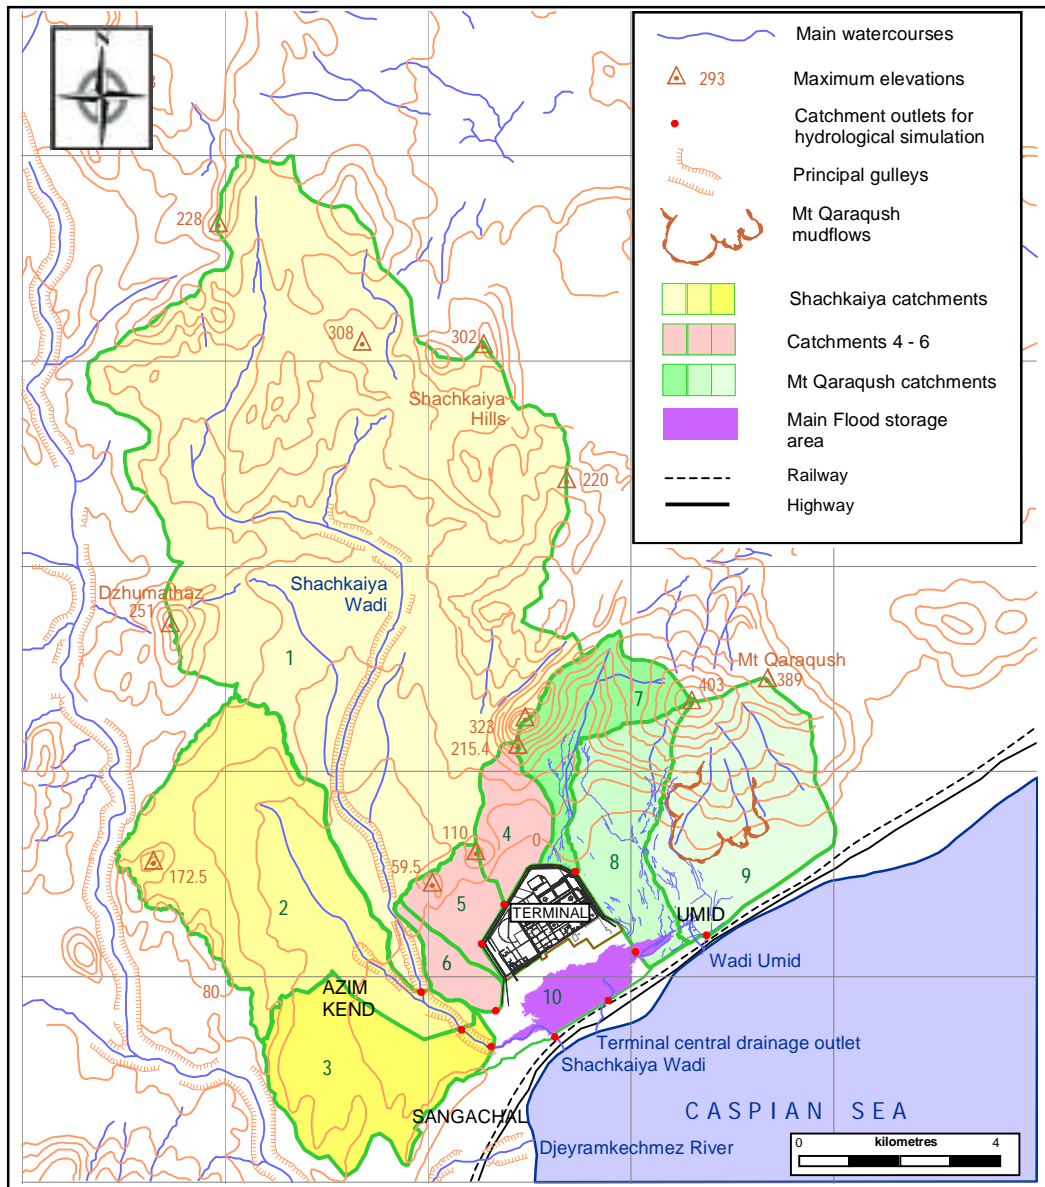 N
Main watercourses
293
Maximum elevations
Catchment outlets for
hydrological simulation
Principal gulleys
Mt Qaraqush
mudflows
Shachkaiya catchments
Catchments 4 - 6
Mt Qaraqush catchments
Main Flood storage
area
Railway
Highway
228
308
302
Shachkaiya
Hills
220
Shachkaiya
Wadi
Dzhumathaz
251
1
Mt Qaraqush
389
403
7
323
215.4
110
4
0
59.5
5
8
9
172.5
2
TERMINAL
UMID
6
Wadi Umid
80
AZIM
KEND
10
3
Terminal central drainage outlet
Shachkaiya Wadi
SANGACHAL
CASPIAN SEA
Djeyramkechmez River
0
kilometres
4